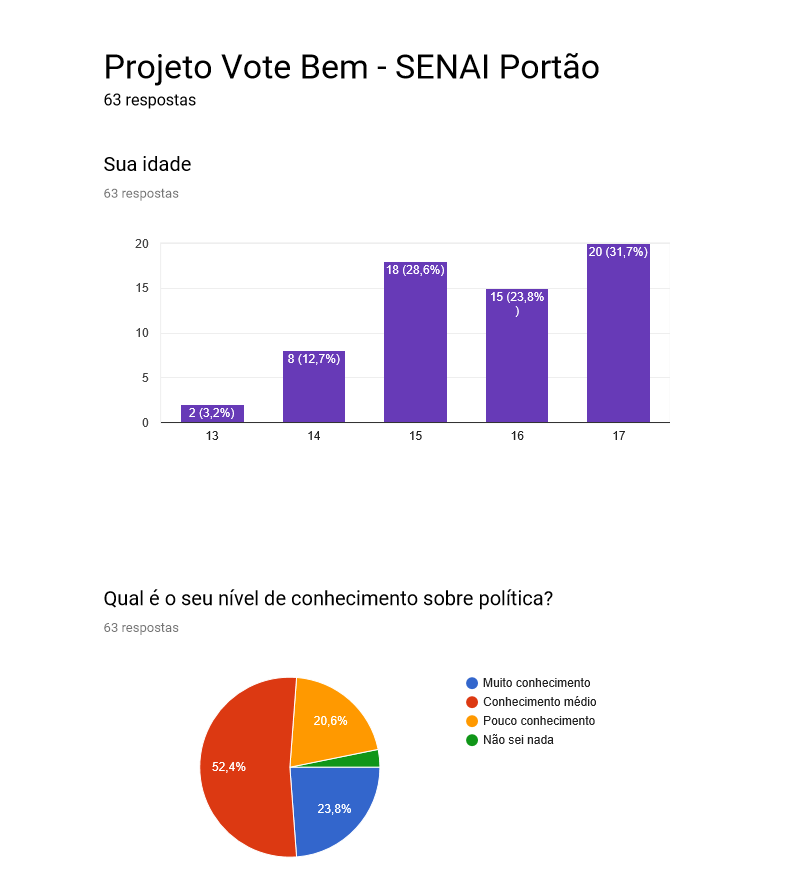 Projeto Vote Bem - SENAI Portão
63 respostas
Sua idade
63 respostas
20
15
10
5
0
2 (3,2%)
8 (12,7%)
18 (28,6%)
15 (23,8%
)
20 (31,7%)
13
14
15
16
17
Qual é o seu nível de conhecimento sobre política?
63 respostas
20,6%
52,4%
23,8%
Muito conhecimento
Conhecimento médio
Pouco conhecimento
Não sei nada